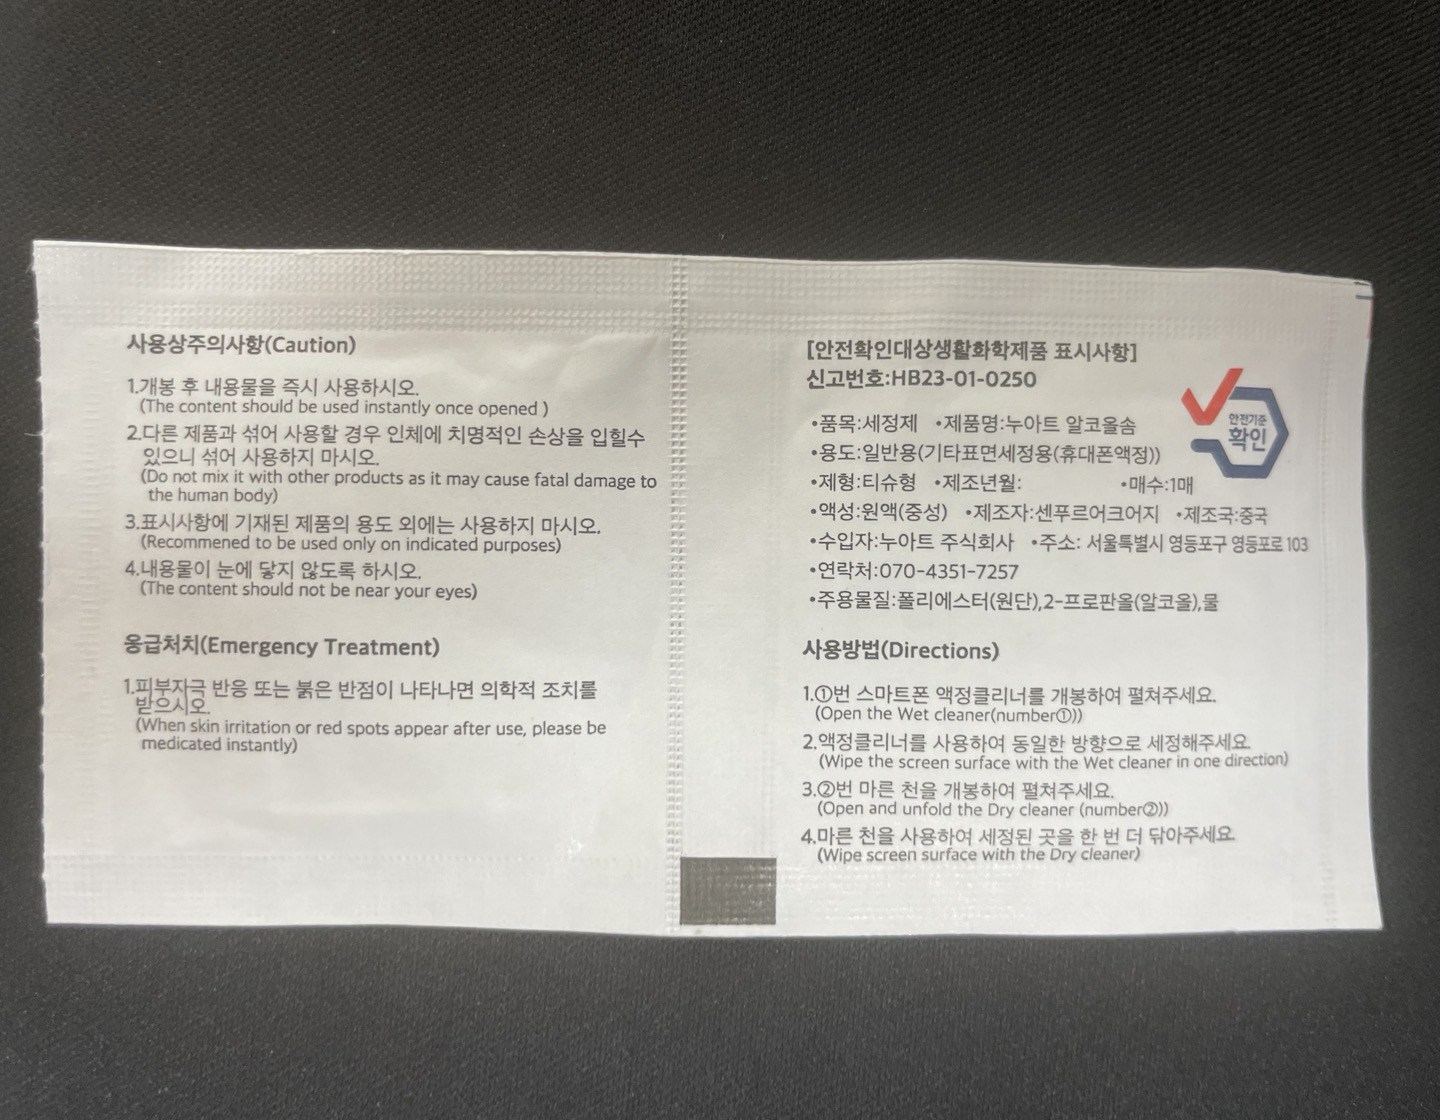 사용상주의사항(Caution)
1.개봉 후 내용물을 즉시 사용하시오.
(The content should be used instantly once opened )
2.다른 제품과 섞어 사용할 경우 인체에 치명적인 손상을 입힐수
있으니 섞어 사용하지 마시오.
(Do not mix it with other products as it may cause fatal damage to
the human body)
3.표시사항에 기재된 제품의 용도 외에는 사용하지 마시오.
(Recommened to be used only on indicated purposes)
4.내용물이 눈에 닿지 않도록 하시오.
(The content should not be near your eyes)
응급처치(Emergency Treatment)
1.피부자극 반응 또는 붉은 반점이 나타나면 의학적 조치를
받으시오.
(When skin irritation or red spots appear after use, please be
medicated instantly)
[안전확인대상생활화학제품 표시사항]
신고번호:HB23-01-0250
안전기준
확인
•품목:세정제 •제품명:누아트 알코올솜
•용도:일반용(기타표면세정용(휴대폰액정))
•제형:티슈형 •제조년월: •매수:1매
•액성:원액(중성) •제조자:센푸르어크어지 •제조국:중국
•수입자:누아트 주식회사 •주소: 서울특별시 영등포구 영등포로 103
•연락처:070-4351-7257
•주용물질:폴리에스터(원단),2-프로판올(알코올),물
사용방법(Directions)
1.①번 스마트폰 액정클리너를 개봉하여 펼쳐주세요.
(Open the Wet cleaner(number①))
2.액정클리너를 사용하여 동일한 방향으로 세정해주세요.
(Wipe the screen surface with the Wet cleaner in one direction)
3.②번 마른 천을 개봉하여 펼쳐주세요.
(Open and unfold the Dry cleaner (number②))
4.마른 천을 사용하여 세정된 곳을 한 번 더 닦아주세요.
(Wipe screen surface with the Dry cleaner)